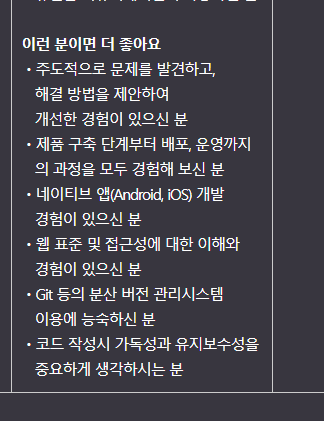 이런 분이면 더 좋아요
• 주도적으로 문제를 발견하고,
해결 방법을 제안하여
개선한 경험이 있으신 분
• 제품 구축 단계부터 배포, 운영까지
의 과정을 모두 경험해 보신 분
• 네이티브 앱(Android, iOS) 개발
경험이 있으신 분
• 웹 표준 및 접근성에 대한 이해와
경험이 있으신 분
• Git 등의 분산 버전 관리시스템
이용에 능숙하신 분
• 코드 작성시 가독성과 유지보수성을
중요하게 생각하시는 분